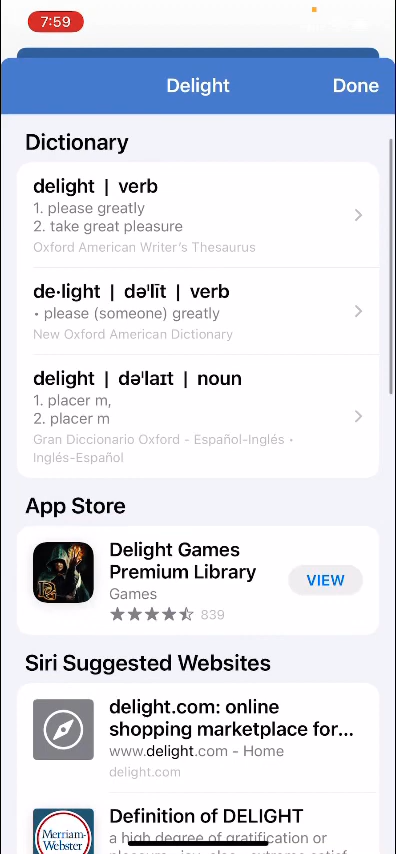 7:59
Delight
Done
Dictionary
delight | verb
1. please greatly
2. take great pleasure
Oxford American Writer's Thesaurus
de·light | dəˈlīt | verb
• please (someone) greatly
New Oxford American Dictionary
delight | dəˈlaɪt | noun
1. placer m,
2. placer m
Gran Diccionario Oxford - Español-Inglés •
Inglés-Español
App Store
Delight Games
Premium Library
Games
839
VIEW
Siri Suggested Websites
delight.com: online
shopping marketplace for...
www.delight.com - Home
delight.com
Merriam-
Webster
Definition of DELIGHT
a high degree of gratification or